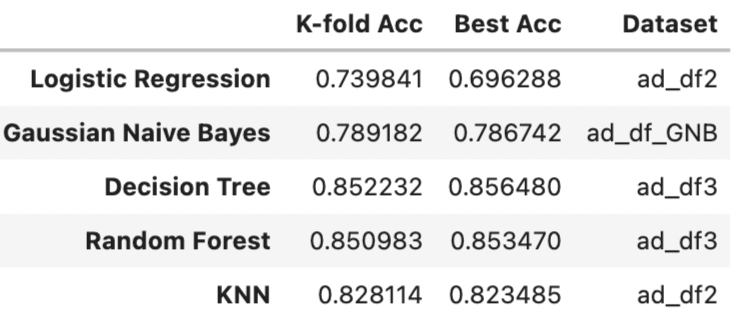 K-fold Acc Best Acc Dataset
Logistic Regression 0.739841 0.696288 ad_df2
Gaussian Naive Bayes 0.789182 0.786742 ad_df_GNB
Decision Tree 0.852232 0.856480 ad_df3
Random Forest 0.850983 0.853470 ad_df3
KNN 0.828114 0.823485 ad_df2